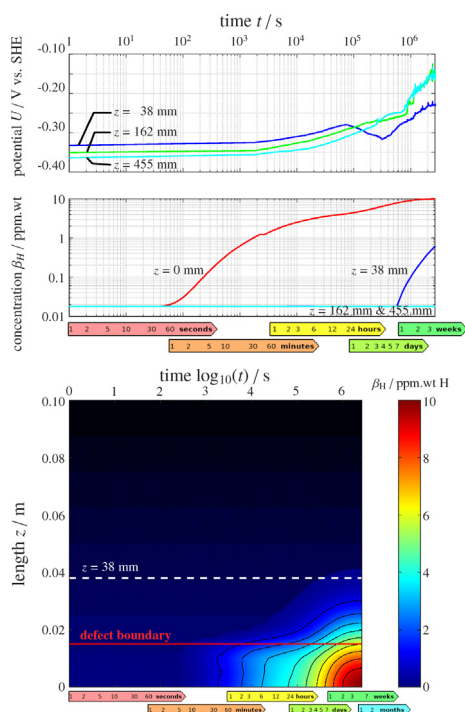 time t / s
1 10¹ 10² 10³ 10⁴ 10⁵ 10⁶
potential U / V vs. SHE
-0.10
-0.20
-0.30
-0.40
z = 38 mm
z = 162 mm
z = 455 mm
concentration βH / ppm.wt
10
1
0.1
0.01
z = 0 mm
z = 38 mm
z = 162 mm & 455 mm
1 2 5 10 30 60 seconds
1 2 3 6 12 24 hours
1 2 3 weeks
1 2 5 10 30 60 minutes
1 2 3 4 5 7 days
time log₁₀(t) / s
0 1 2 3 4 5 6
βH / ppm.wt H
length z / m
0.10
0.08
0.06
0.04
0.02
0
z = 38 mm
defect boundary
10
8
6
4
2
0
1 2 5 10 30 60 seconds
1 2 3 6 12 24 hours
1 3 7 weeks
1 2 5 10 30 60 minutes
1 2 3 4 5 7 days
1 2 months